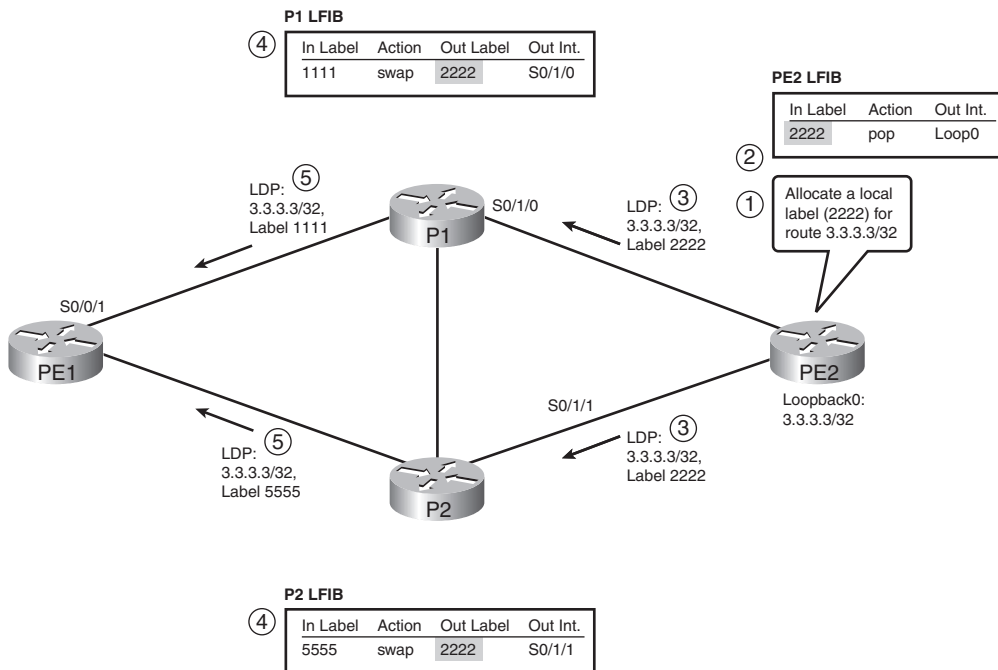 P1 LFIB
4
In Label Action Out Label Out Int.
1111 swap 2222 S0/1/0
PE2 LFIB
In Label Action Out Int.
2222 pop Loop0
2
1
Allocate a local
label (2222) for
route 3.3.3.3/32
LDP: 5
3.3.3.3/32,
Label 1111
S0/1/0
P1
LDP: 3
3.3.3.3/32,
Label 2222
S0/0/1
PE1
PE2
Loopback0:
3.3.3.3/32
S0/1/1
LDP: 5
3.3.3.3/32,
Label 5555
LDP: 3
3.3.3.3/32,
Label 2222
P2
P2 LFIB
4
In Label Action Out Label Out Int.
5555 swap 2222 S0/1/1